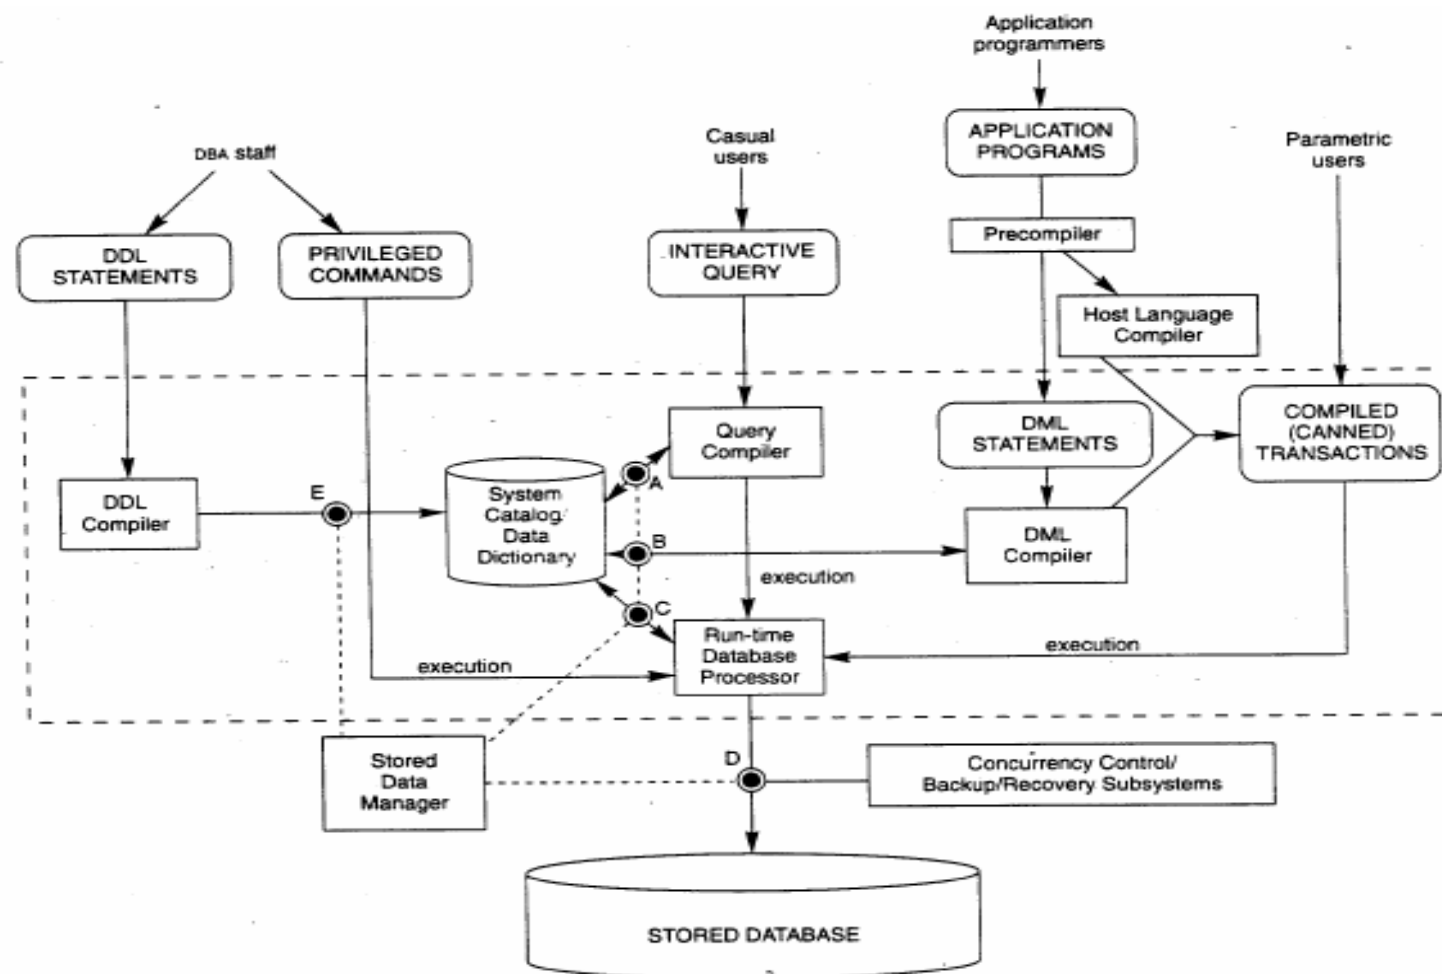 Application
programmers
APPLICATION
PROGRAMS
Casual
users
Parametric
users
DBA staff
DDL
STATEMENTS
PRIVILEGED
COMMANDS
INTERACTIVE
QUERY
Precompiler
Host Language
Compiler
Query
Compiler
DML
STATEMENTS
COMPILED
(CANNED)
TRANSACTIONS
DDL
Compiler
E
System
Catalog/
Data
Dictionary
A
B
C
DML
Compiler
execution
Run-time
Database
Processor
execution
execution
Stored
Data
Manager
D
Concurrency Control/
Backup/Recovery Subsystems
STORED DATABASE